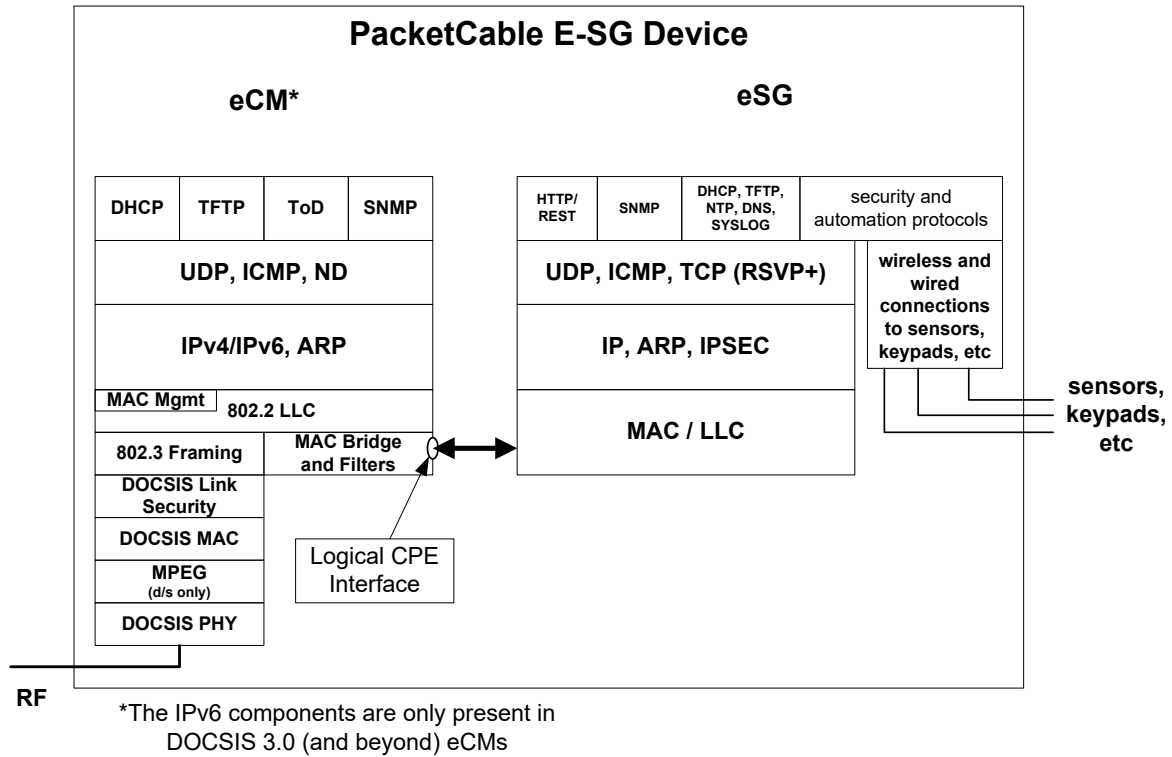 PacketCable E-SG Device
eCM*
eSG
DHCP
TFTP
ToD
SNMP
UDP, ICMP, ND
IPv4/IPv6, ARP
MAC Mgmt
802.2 LLC
802.3 Framing
MAC Bridge
and Filters
DOCSIS Link
Security
DOCSIS MAC
MPEG
(d/s only)
DOCSIS PHY
RF
Logical CPE
Interface
HTTP/
REST
SNMP
DHCP, TFTP,
NTP, DNS,
SYSLOG
security and
automation protocols
UDP, ICMP, TCP (RSVP+)
IP, ARP, IPSEC
MAC / LLC
wireless and
wired
connections
to sensors,
keypads, etc
sensors,
keypads,
etc
*The IPv6 components are only present in
DOCSIS 3.0 (and beyond) eCMs